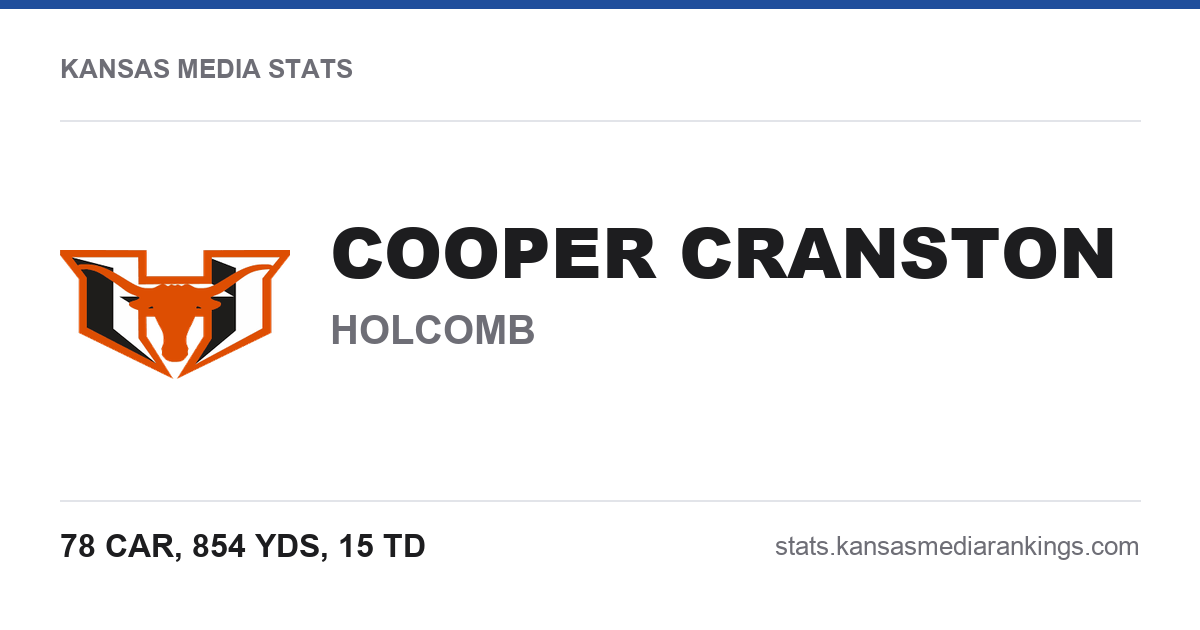 KANSAS MEDIA STATS
COOPER CRANSTON
HOLCOMB
78 CAR, 854 YDS, 15 TD
stats.kansasmediarankings.com